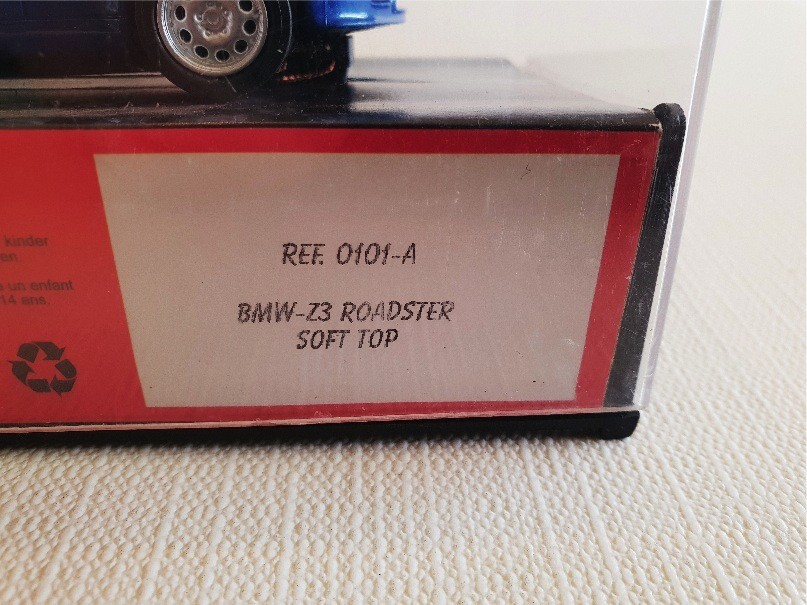 kinder
en.
s un enfant
14 ans.
REF. 0101-A
BMW-Z3 ROADSTER
SOFT TOP